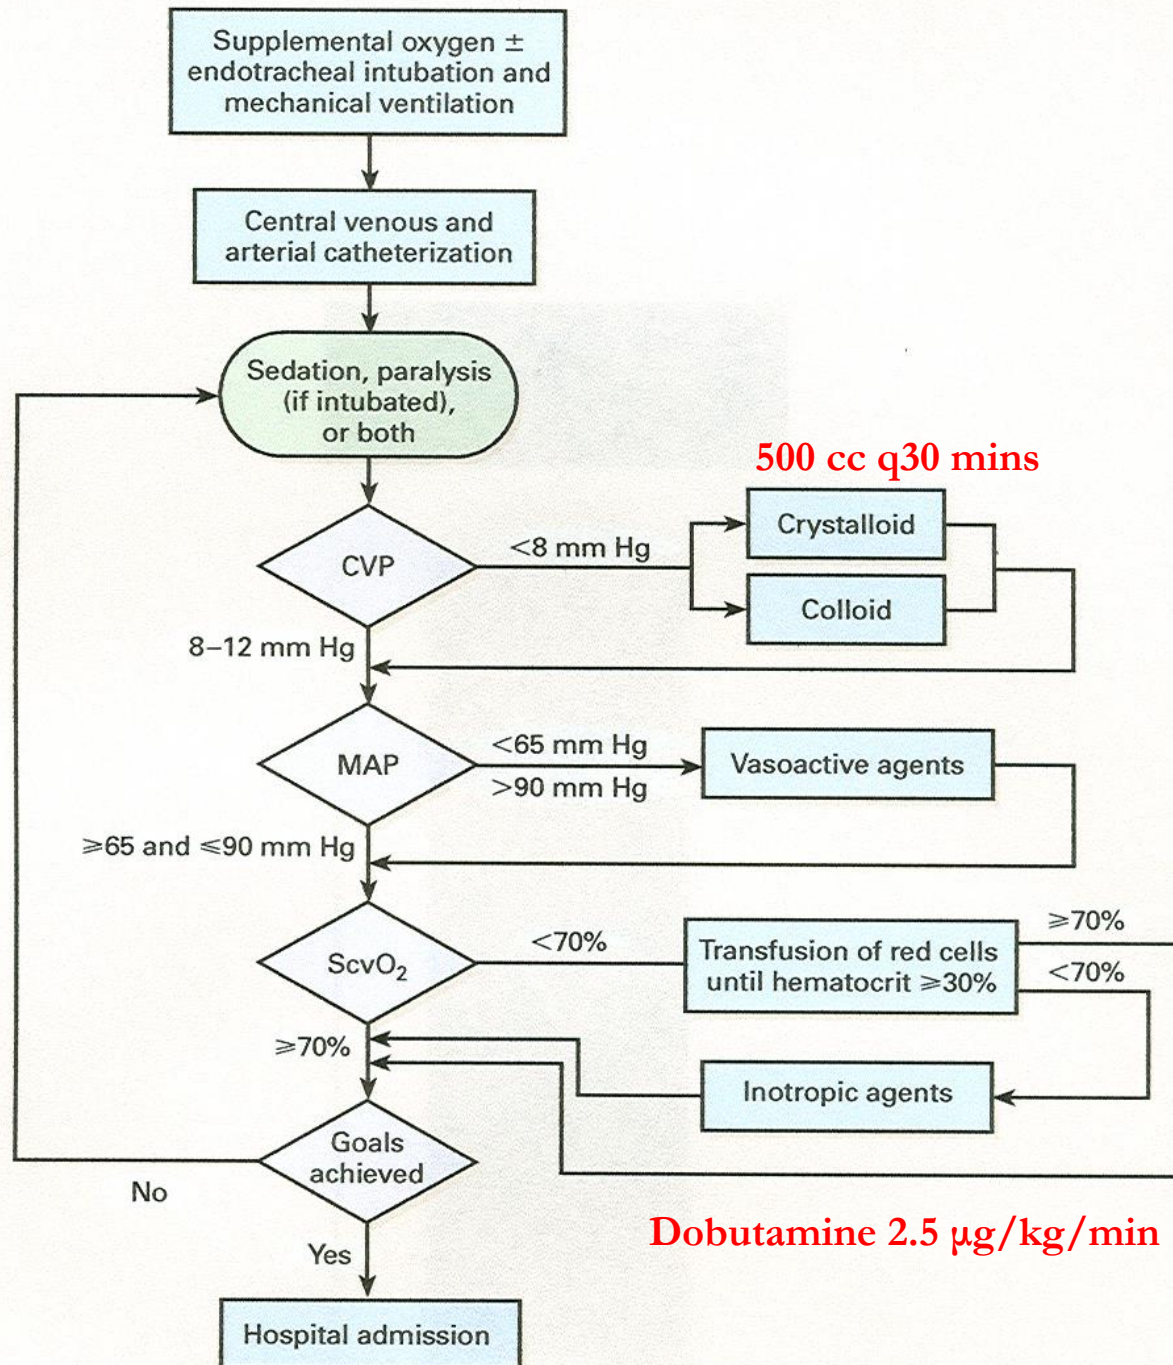 Supplemental oxygen ±
endotracheal intubation and
mechanical ventilation
Central venous and
arterial catheterization
Sedation, paralysis
(if intubated),
or both
500 cc q30 mins
Crystalloid
<8 mm Hg
CVP
Colloid
8–12 mm Hg
<65 mm Hg
MAP
Vasoactive agents
>90 mm Hg
≥65 and ≤90 mm Hg
≥70%
<70%
Transfusion of red cells
until hematocrit ≥30%
ScvO₂
<70%
≥70%
Inotropic agents
Goals
achieved
No
Dobutamine 2.5 μg/kg/min
Yes
Hospital admission